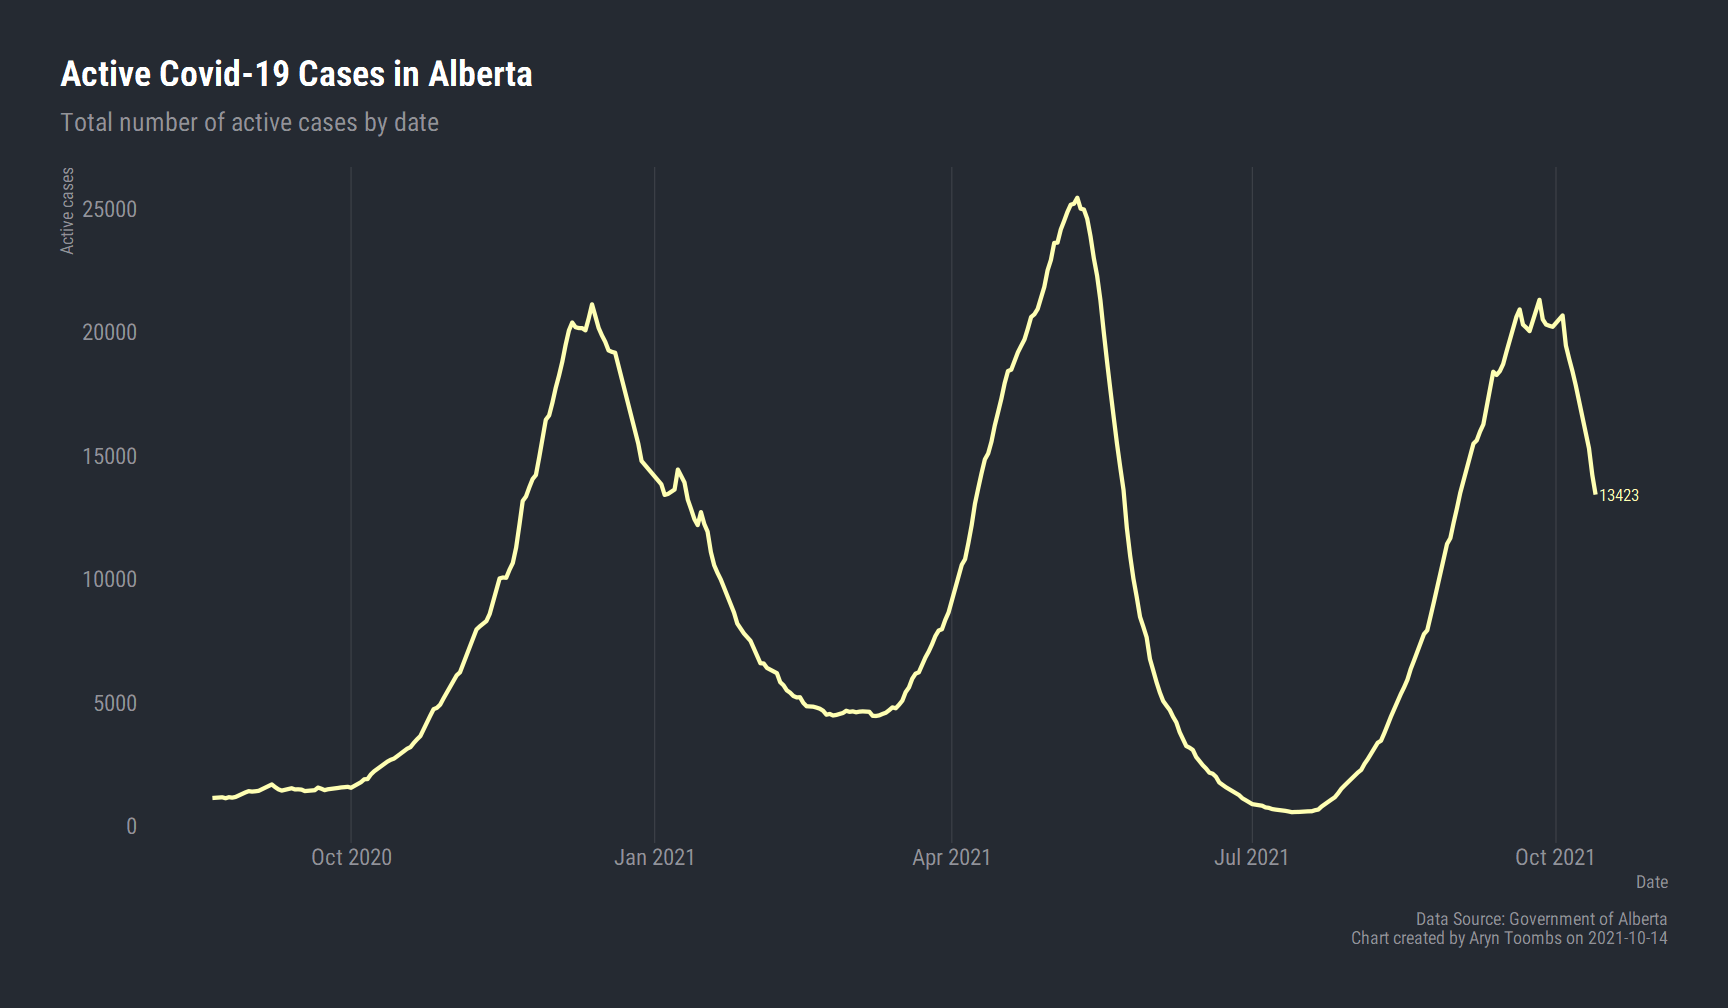 Active Covid-19 Cases in Alberta
Total number of active cases by date
Active cases
25000
20000
15000
10000
5000
0
13423
Oct 2020
Jan 2021
Apr 2021
Jul 2021
Oct 2021
Date
Data Source: Government of Alberta
Chart created by Aryn Toombs on 2021-10-14